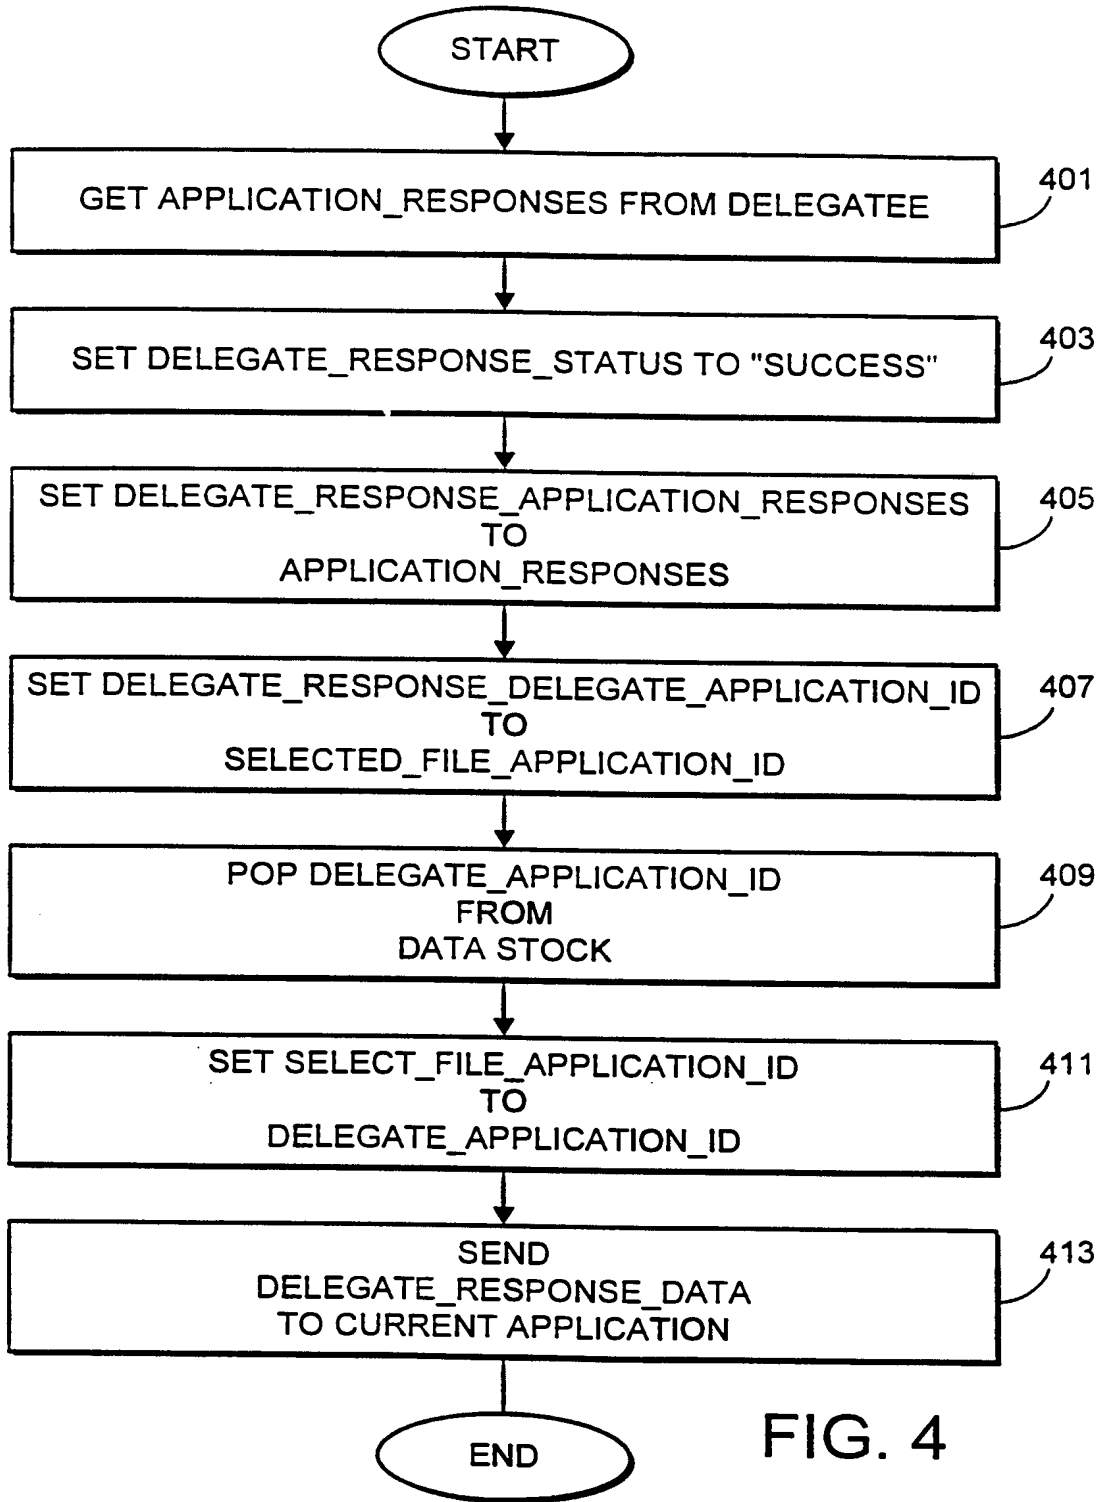 START
GET APPLICATION_RESPONSES FROM DELEGATEE
401
SET DELEGATE_RESPONSE_STATUS TO "SUCCESS"
403
SET DELEGATE_RESPONSE_APPLICATION_RESPONSES
TO
APPLICATION_RESPONSES
405
SET DELEGATE_RESPONSE_DELEGATE_APPLICATION_ID
TO
SELECTED_FILE_APPLICATION_ID
407
POP DELEGATE_APPLICATION_ID
FROM
DATA STOCK
409
SET SELECT_FILE_APPLICATION_ID
TO
DELEGATE_APPLICATION_ID
411
SEND
DELEGATE_RESPONSE_DATA
TO CURRENT APPLICATION
413
END
FIG. 4